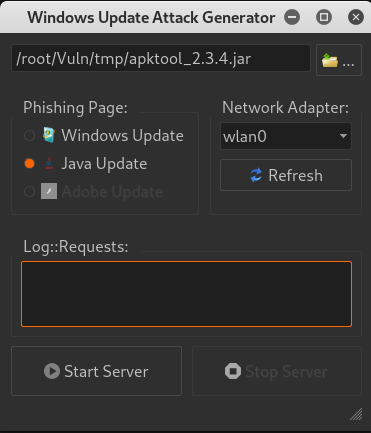 Windows Update Attack Generator
/root/Vuln/tmp/apktool_2.3.4.jar
...
Phishing Page:
Windows Update
Java Update
Adobe Update
Network Adapter:
wlan0
Refresh
Log::Requests:
Start Server
Stop Server